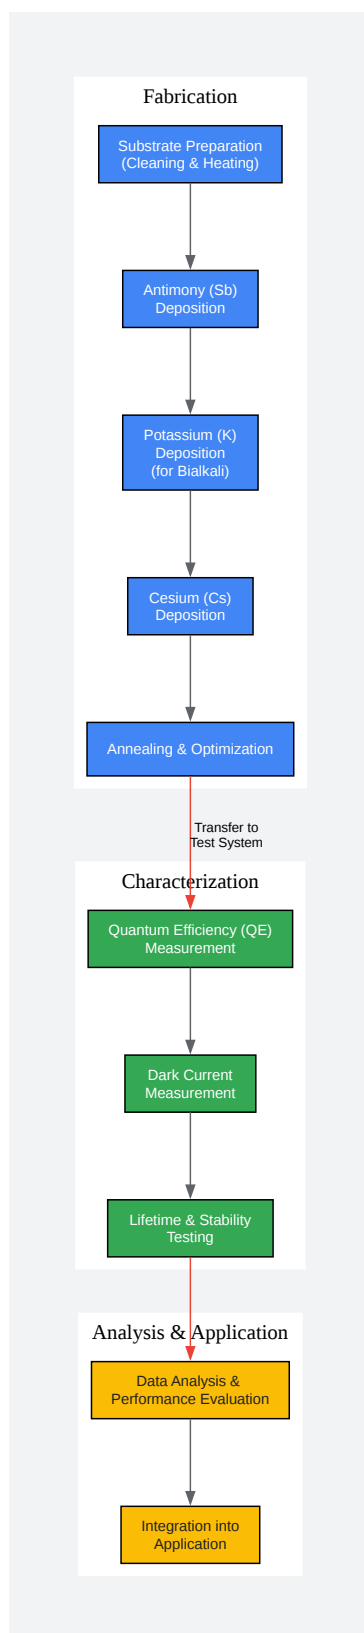 Fabrication
Substrate Preparation
(Cleaning & Heating)
Antimony (Sb)
Deposition
Potassium (K)
Deposition
(for Bialkali)
Cesium (Cs)
Deposition
Annealing & Optimization
Transfer to
Test System
Characterization
Quantum Efficiency (QE)
Measurement
Dark Current
Measurement
Lifetime & Stability
Testing
Analysis & Application
Data Analysis &
Performance Evaluation
Integration into
Application